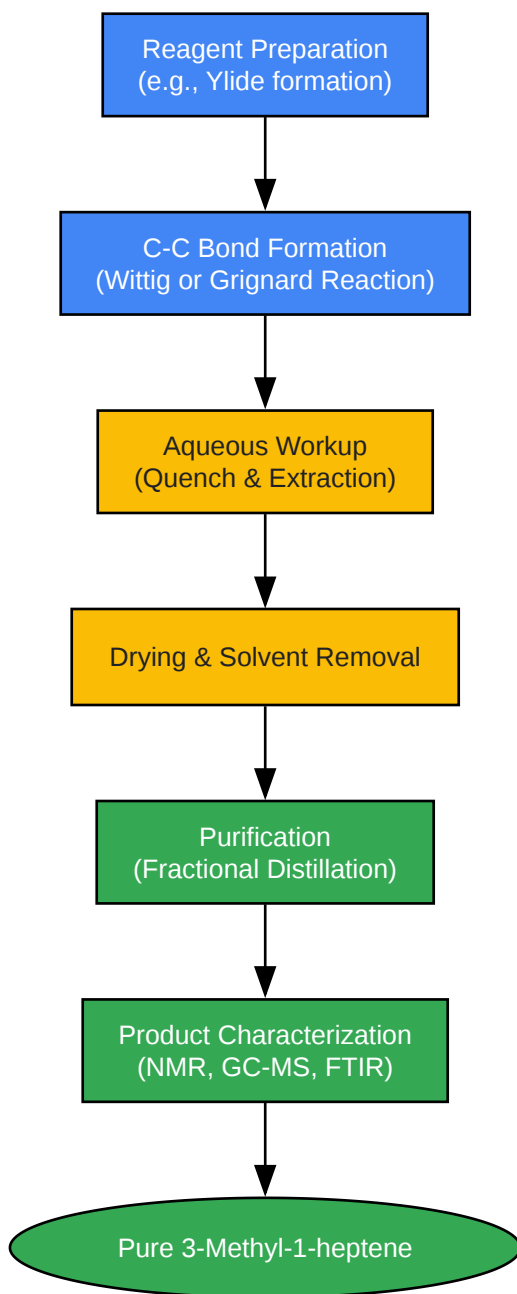 Reagent Preparation
(e.g., Ylide formation)
C-C Bond Formation
(Wittig or Grignard Reaction)
Aqueous Workup
(Quench & Extraction)
Drying & Solvent Removal
Purification
(Fractional Distillation)
Product Characterization
(NMR, GC-MS, FTIR)
Pure 3-Methyl-1-heptene